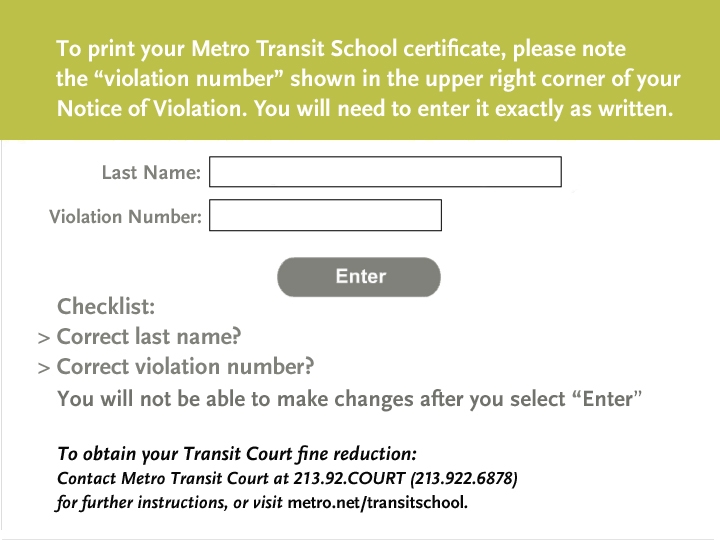 To print your Metro Transit School certificate, please note
the “violation number” shown in the upper right corner of your
Notice of Violation. You will need to enter it exactly as written.
Last Name:
Violation Number:
Enter
Checklist:
> Correct last name?
> Correct violation number?
You will not be able to make changes after you select “Enter”
To obtain your Transit Court fine reduction:
Contact Metro Transit Court at 213.92.COURT (213.922.6878)
for further instructions, or visit metro.net/transitschool.